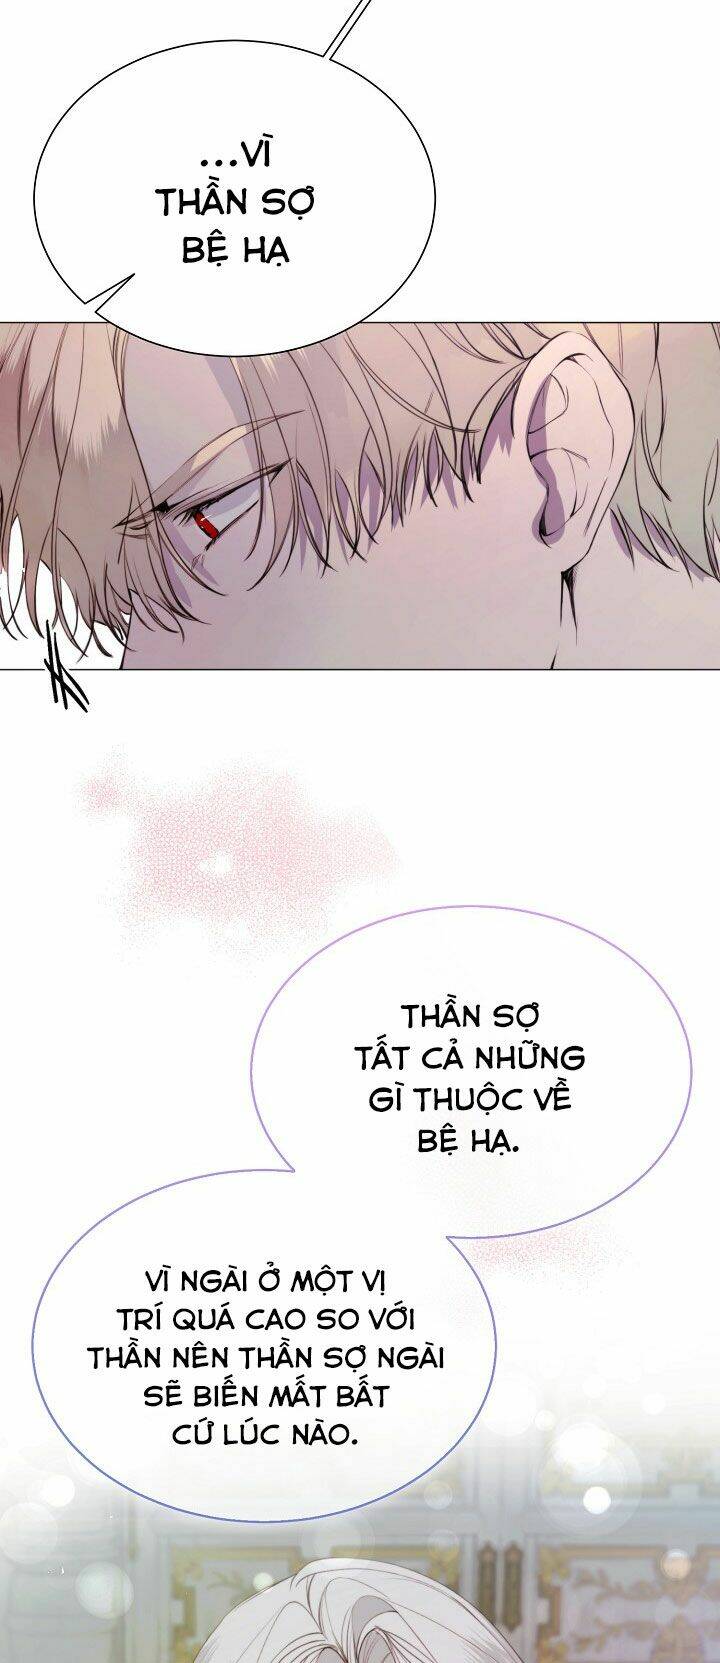 ...VÌ
THẦN SỢ
BỆ HẠ
THẦN SỢ
TẤT CẢ NHỮNG
GÌ THUỘC VỀ
BỆ HẠ.
VÌ NGÀI Ở MỘT VỊ
TRÍ QUÁ CAO SO VỚI
THẦN NÊN THẦN SỢ NGÀI
SẼ BIẾN MẤT BẤT
CỨ LÚC NÀO.